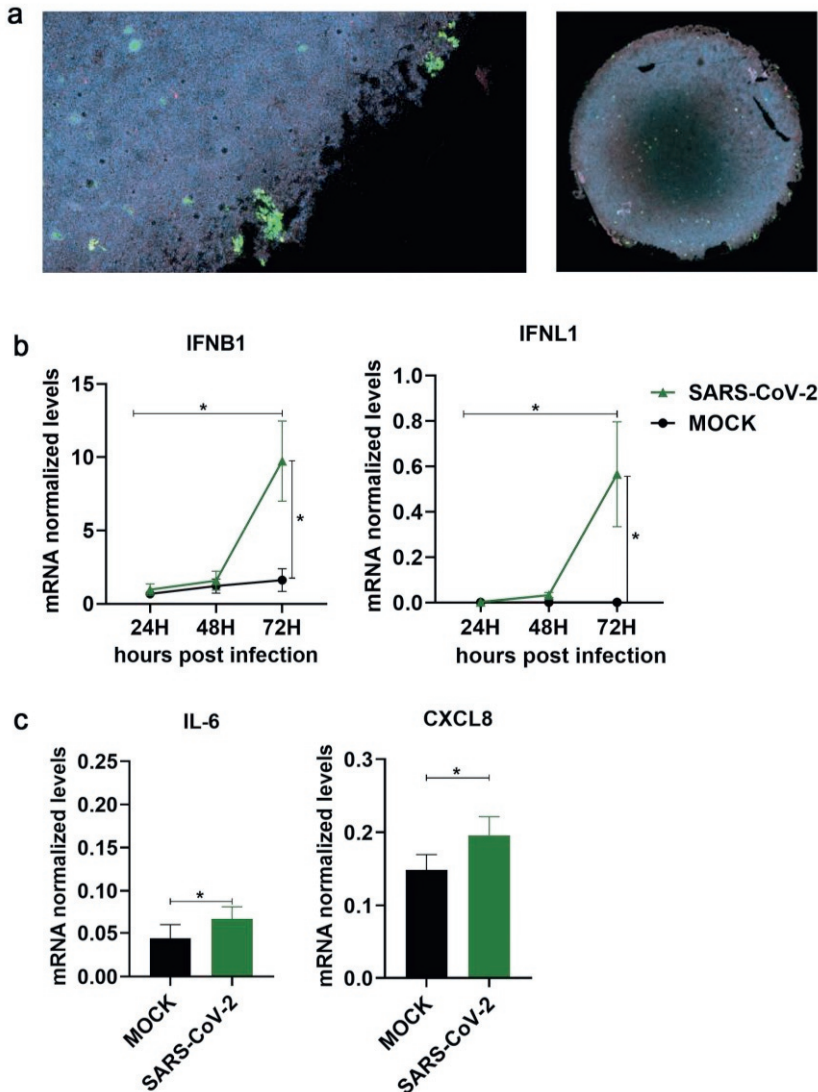 a
b
IFNB1
mRNA normalized levels
15
10
5
0
*
*
24H 48H 72H
hours post infection
IFNL1
mRNA normalized levels
1.0
0.8
0.6
0.4
0.2
0.0
*
*
24H 48H 72H
hours post infection
SARS-CoV-2
MOCK
c
IL-6
mRNA normalized levels
0.25
0.20
0.15
0.10
0.05
0.00
*
MOCK
SARS-CoV-2
CXCL8
mRNA normalized levels
0.3
0.2
0.1
0.0
*
MOCK
SARS-CoV-2